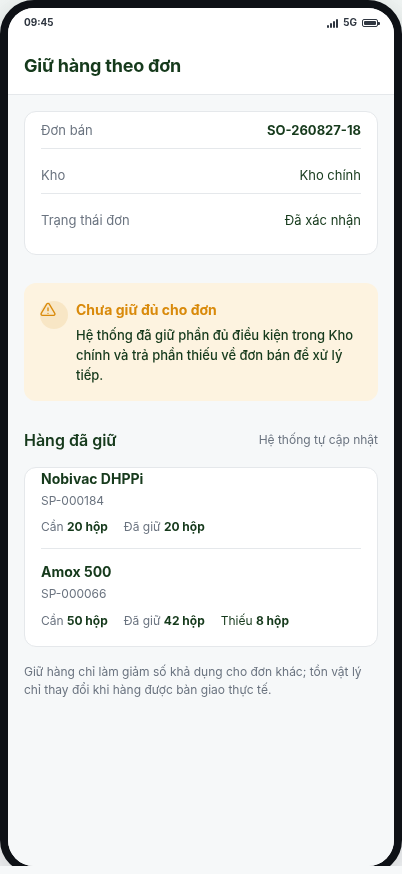 09:45
5G
Giữ hàng theo đơn
Đơn bán SO-260827-18
Kho Kho chính
Trạng thái đơn Đã xác nhận
Chưa giữ đủ cho đơn
Hệ thống đã giữ phần đủ điều kiện trong Kho
chính và trả phần thiếu về đơn bán để xử lý
tiếp.
Hàng đã giữ Hệ thống tự cập nhật
Nobivac DHPPi
SP-000184
Cần 20 hộp Đã giữ 20 hộp
Amox 500
SP-000066
Cần 50 hộp Đã giữ 42 hộp Thiếu 8 hộp
Giữ hàng chỉ làm giảm số khả dụng cho đơn khác; tồn vật lý
chỉ thay đổi khi hàng được bàn giao thực tế.